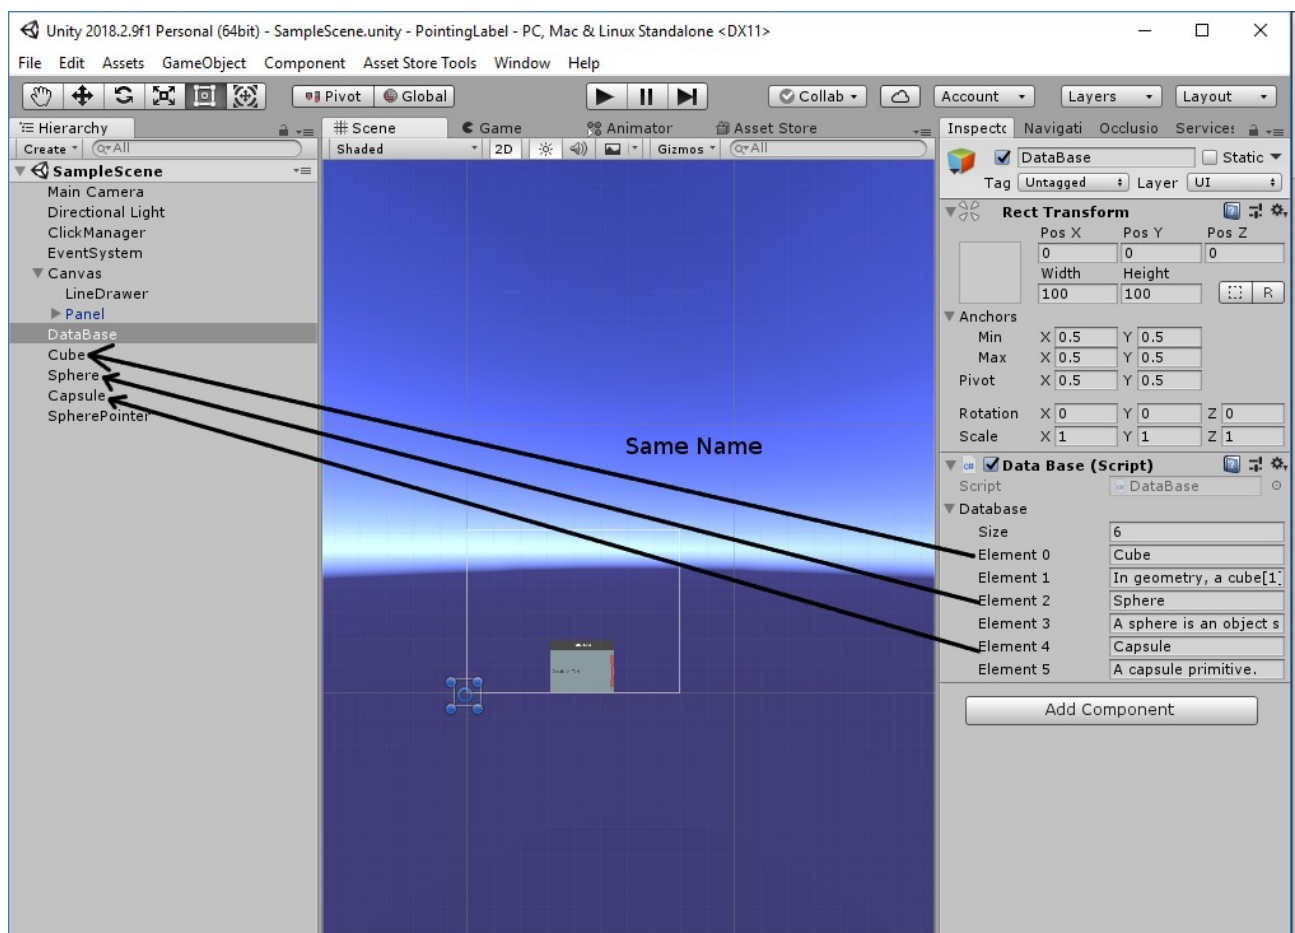 Unity 2018.2.9f1 Personal (64bit) - SampleScene.unity - PointingLabel - PC, Mac & Linux Standalone <DX11>
File Edit Assets GameObject Component Asset Store Tools Window Help
Pivot Global Collab Account Layers Layout
Hierarchy
Create All
SampleScene
Main Camera
Directional Light
ClickManager
EventSystem
Canvas
LineDrawer
Panel
DataBase
Cube
Sphere
Capsule
SpherePointer
Scene Game Animator Asset Store
Shaded 2D Gizmos All
Same Name
Inspectc Navigati Occlusio Service:
DataBase Static
Tag Untagged Layer UI
Rect Transform
Pos X Pos Y Pos Z
0 0 0
Width Height
100 100 R
Anchors
Min X 0.5 Y 0.5
Max X 0.5 Y 0.5
Pivot X 0.5 Y 0.5
Rotation X 0 Y 0 Z 0
Scale X 1 Y 1 Z 1
Data Base (Script)
Script DataBase
Database
Size 6
Element 0 Cube
Element 1 In geometry, a cube[1]
Element 2 Sphere
Element 3 A sphere is an object s
Element 4 Capsule
Element 5 A capsule primitive.
Add Component